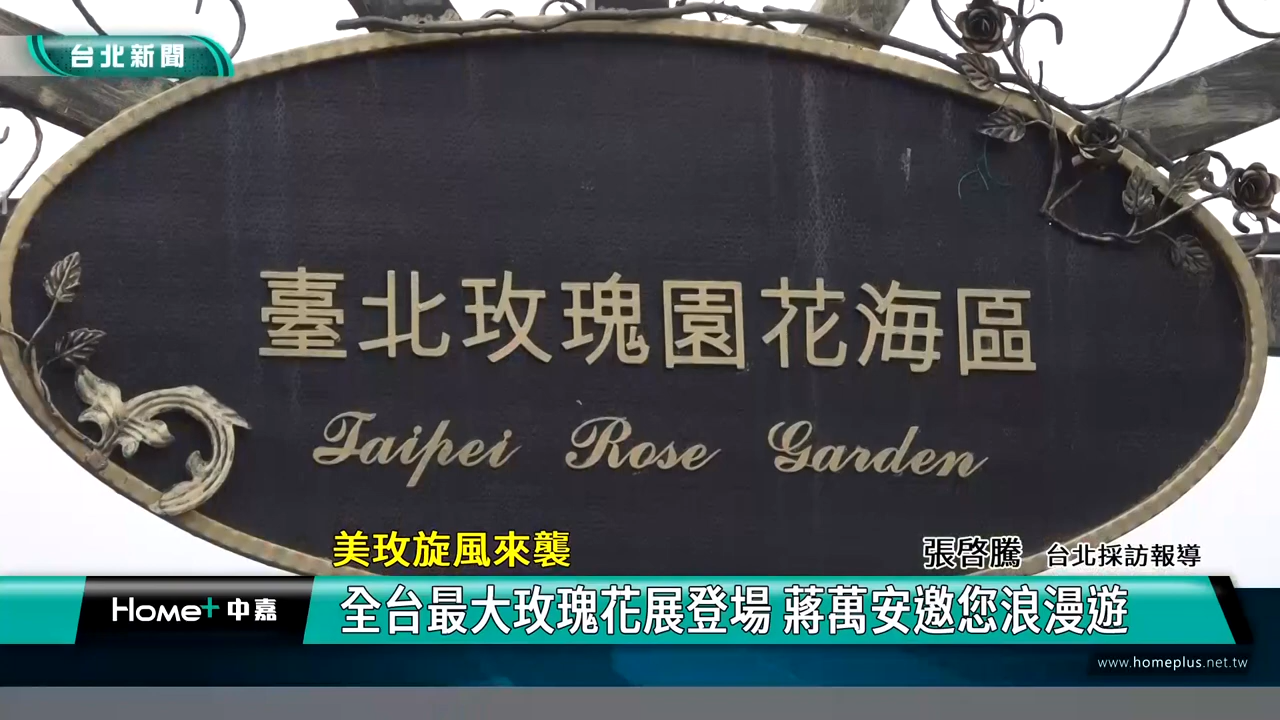 台北新聞
臺北玫瑰園花海區
Taipei Rose Garden
美玫旋風來襲
張啓騰 台北採訪報導
Home+ 中嘉
全台最大玫瑰花展登場 蔣萬安邀您浪漫遊
www.homeplus.net.tw